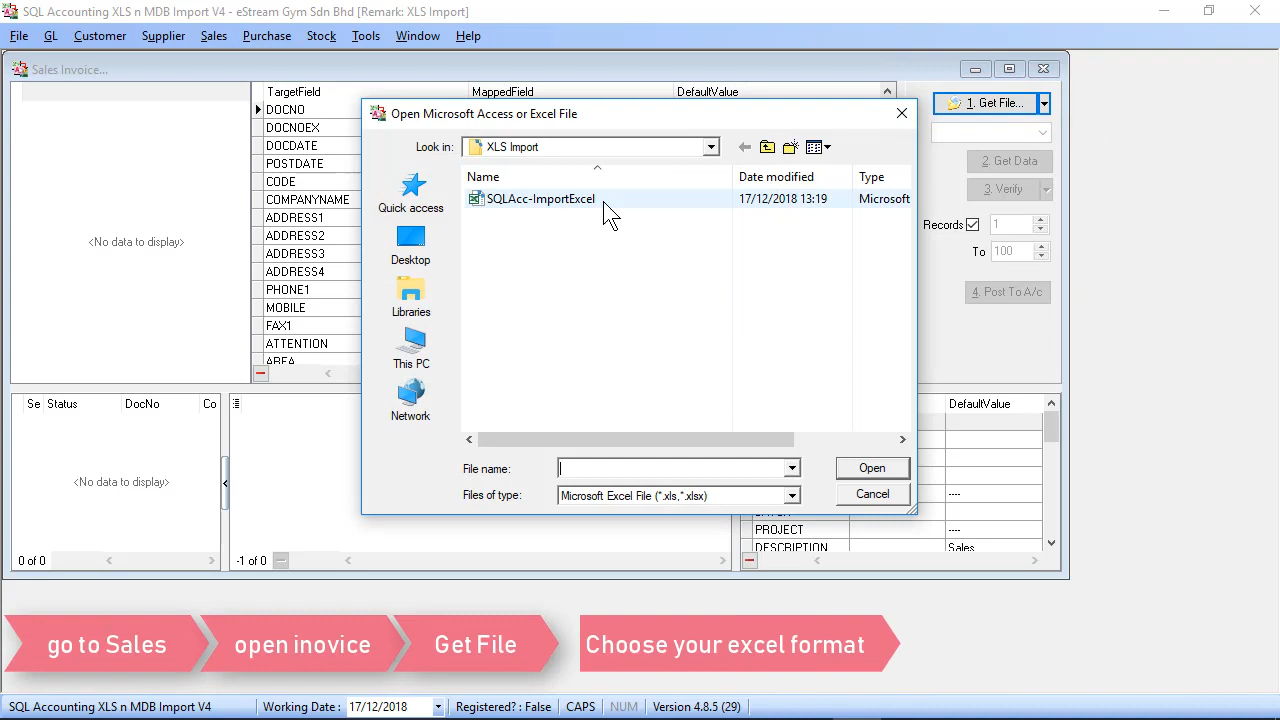 SQL Accounting XLS n MDB Import V4 - eStream Gym Sdn Bhd [Remark: XLS Import]
File GL Customer Supplier Sales Purchase Stock Tools Window Help
Sales Invoice...
TargetField MappedField DefaultValue
DOCNO
DOCNOEX
DOCDATE
POSTDATE
CODE
COMPANYNAME
ADDRESS1
ADDRESS2
ADDRESS3
ADDRESS4
PHONE1
MOBILE
FAX1
ATTENTION
AREA
<No data to display>
Open Microsoft Access or Excel File
Look in: XLS Import
Quick access
Desktop
Libraries
This PC
Network
Name Date modified Type
SQLAcc-ImportExcel 17/12/2018 13:19 Microsoft
File name: Open
Files of type: Microsoft Excel File (*.xls,*.xlsx) Cancel
1. Get File...
2. Get Data
3. Verify
Records 1
To 100
4. Post To A/c
Se Status DocNo Co
<No data to display>
0 of 0
-1 of 0
DefaultValue
----
PROJECT ----
DESCRIPTION Sales
go to Sales open inovice Get File Choose your excel format
SQL Accounting XLS n MDB Import V4 Working Date : 17/12/2018 Registered? : False CAPS NUM Version 4.8.5 (29)